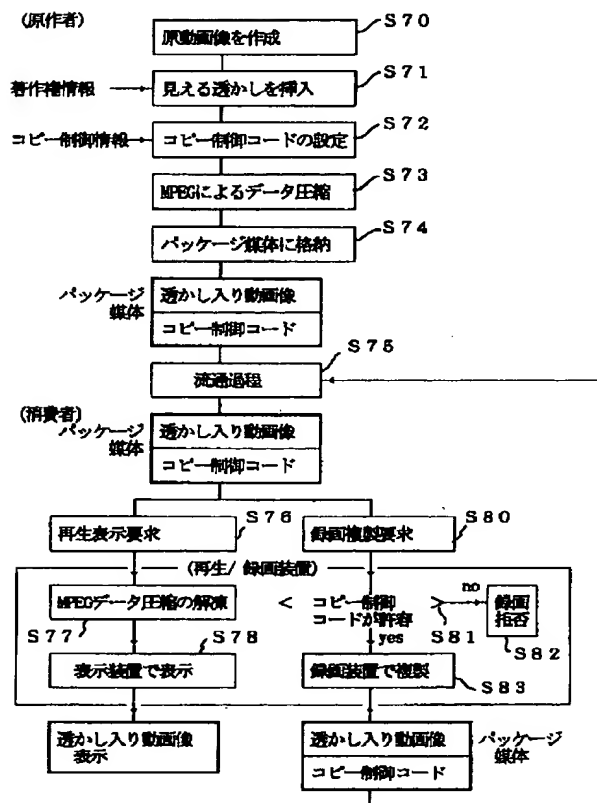 (原作者)
原動画像を作成
S70
著作権情報
見える透かしを挿入
S71
コピー制御情報
コピー制御コードの設定
S72
MPEGによるデータ圧縮
S73
パッケージ媒体に格納
S74
パッケージ
媒体
透かし入り動画像
コピー制御コード
S75
流通過程
(消費者)
パッケージ
媒体
透かし入り動画像
コピー制御コード
再生表示要求
S76
録画複製要求
S80
(再生/録画装置)
MPEGデータ圧縮の解凍
S77
< コピー制御 >
コードが許容
no
yes
S81
録画
拒否
S82
表示装置で表示
S78
録画装置で複製
S83
透かし入り動画像
表示
透かし入り動画像
コピー制御コード
パッケージ
媒体